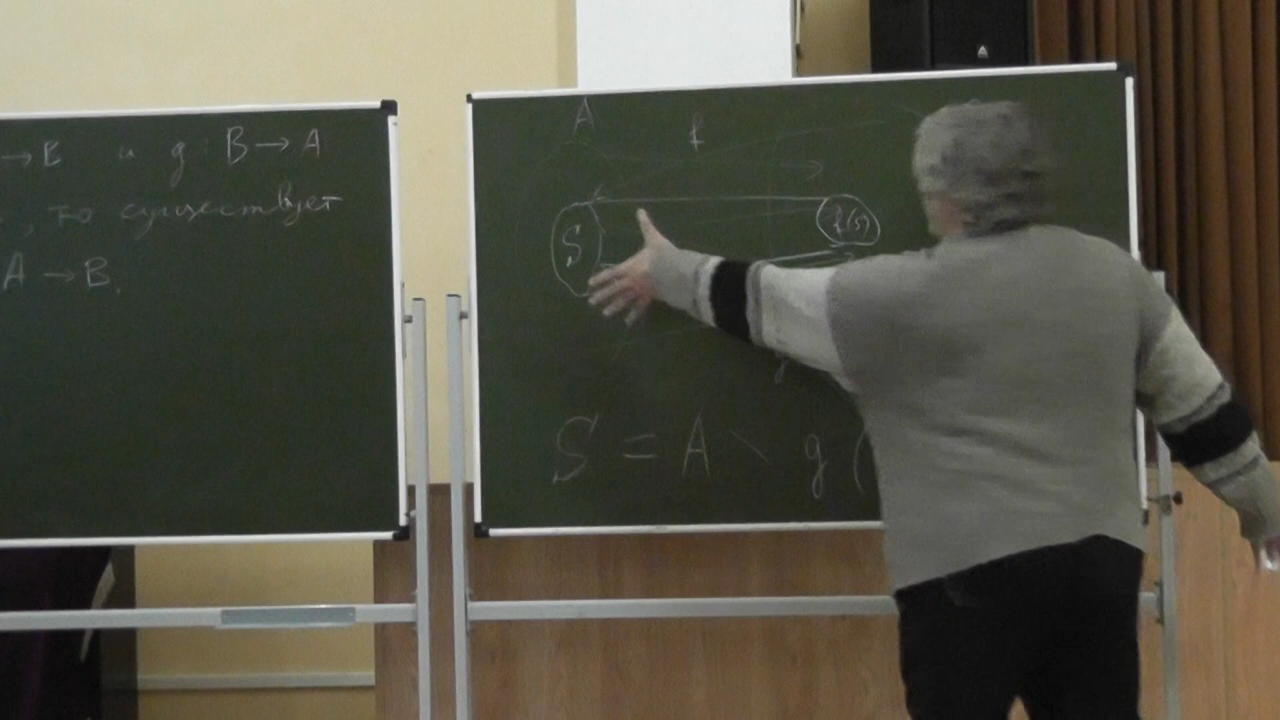 → B и g : B → A
, то существует
A → B.
A f
S f(S)
S = A \ g (